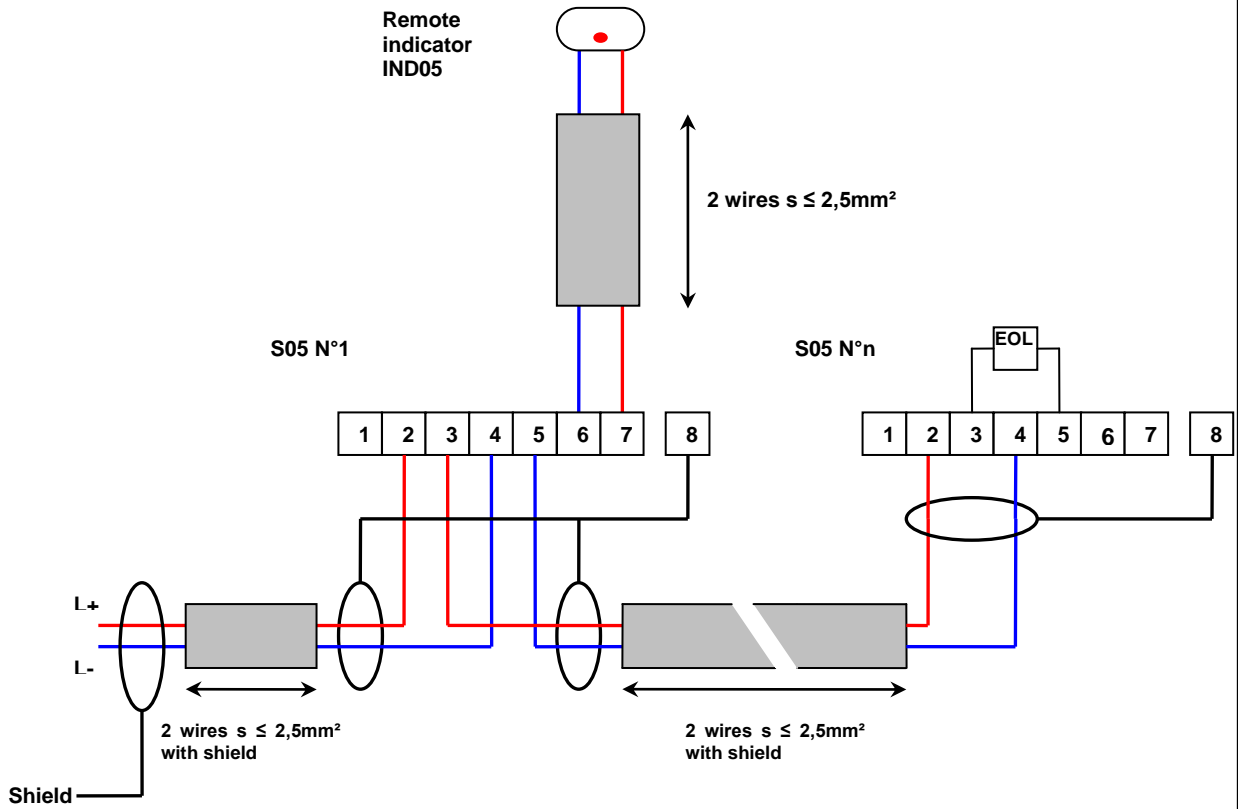 Remote
indicator
IND05
2 wires s ≤ 2,5mm²
S05 N°1
S05 N°n
EOL
1 2 3 4 5 6 7 8
1 2 3 4 5 6 7 8
L+
L-
2 wires s ≤ 2,5mm²
with shield
2 wires s ≤ 2,5mm²
with shield
Shield